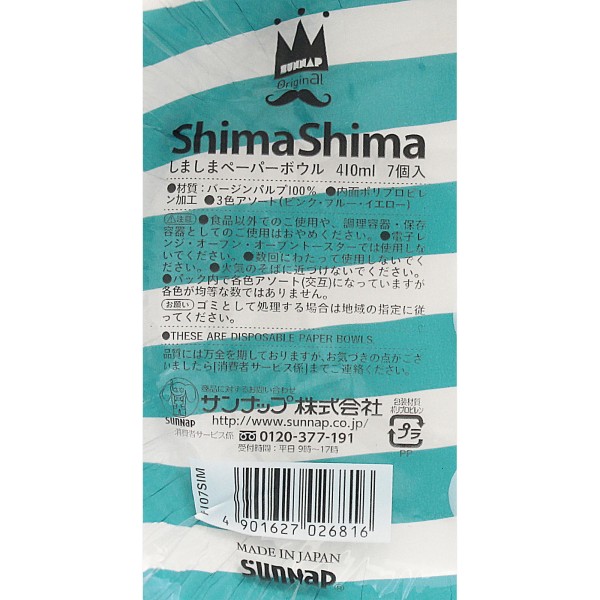 SUNNAP
Original
ShimaShima
しましまペーパーボウル 410ml 7個入
●材質:バージンパルプ100% ●内面ポリプロピレ
ン加工 ●3色アソート(ピンク・ブルー・イエロー)
ご注意 ●食品以外でのご使用や、調理容器・保存
容器としてのご使用はおやめください。●電子レ
ンジ・オーブン・オーブントースターでは使用しな
いでください。●数回にわたって使用しないでく
ださい。●火気のそばに近づけないでください。
●パック内で各色アソート(交互)になっていますが
各色が均等な数ではありません。
お願い ゴミとして処理する場合は地域の指定に従
ってください。
●THESE ARE DISPOSABLE PAPER BOWLS.
品質には万全を期しておりますが、お気づきの点がござ
いましたら「消費者サービス係」までご連絡ください。
商品に対するお問い合わせ
サンナップ株式会社
SUNNAP
http://www.sunnap.co.jp/
消費者サービス係 0120-377-191
受付時間:平日9時〜17時
包装材質
ポリプロピレン
プラ
PP
107SIM
4 901627 026816
MADE IN JAPAN
SUNNAP